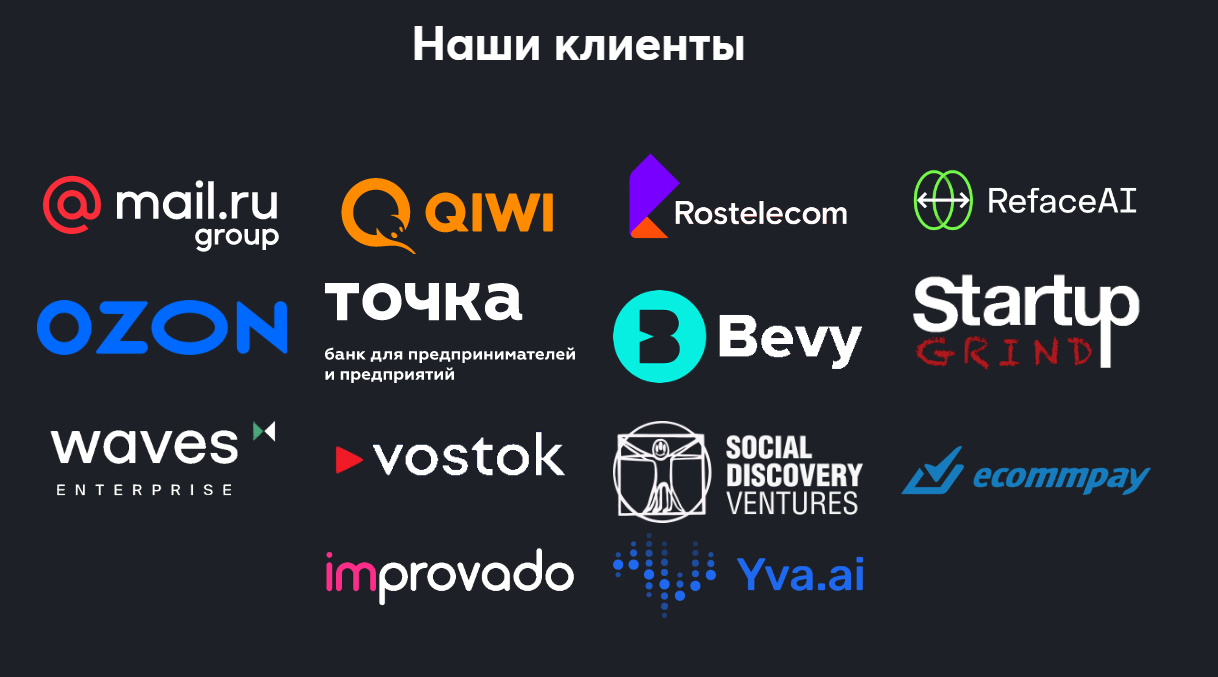 Наши клиенты
@mail.ru
group
QIWI
Rostelecom
RefaceAI
OZON
точка
банк для предпринимателей
и предприятий
Bevy
Startup
GRIND
waves
ENTERPRISE
vostok
SOCIAL
DISCOVERY
VENTURES
ecommpay
improvado
Yva.ai